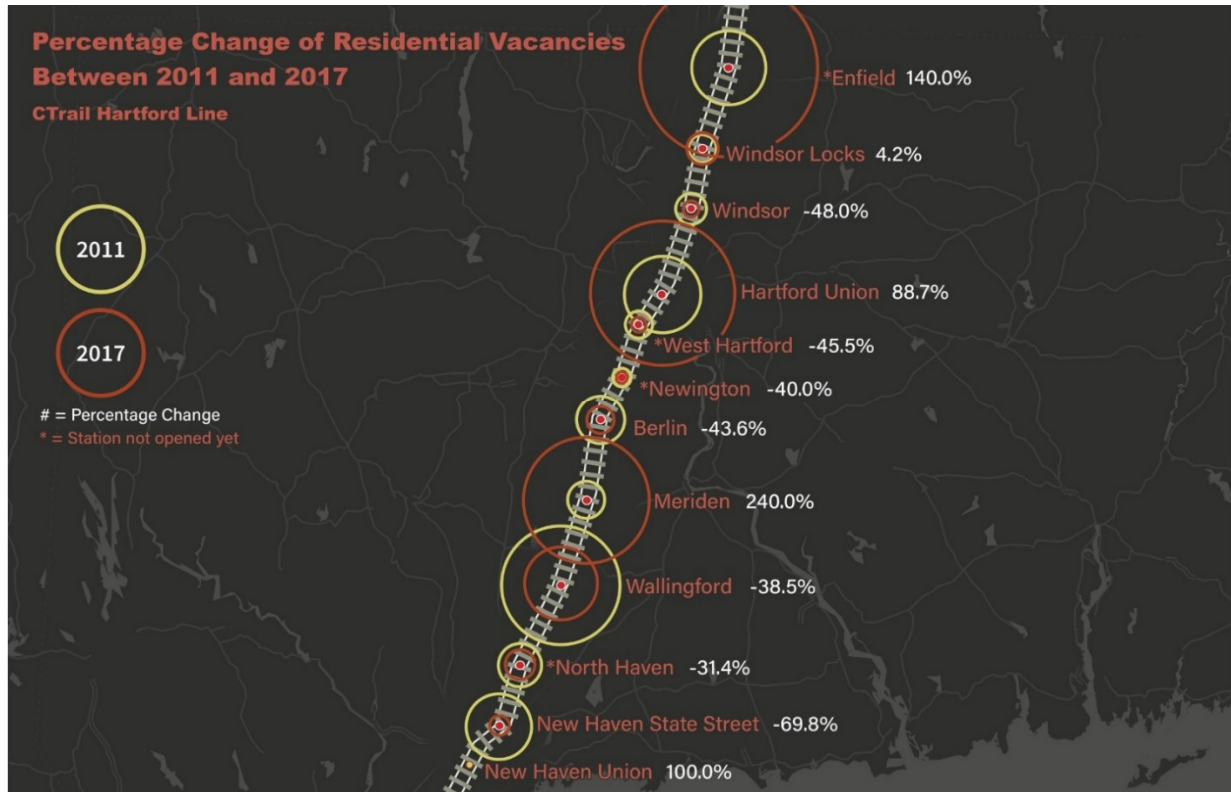 Percentage Change of Residential Vacancies
Between 2011 and 2017
CTrail Hartford Line
*Enfield 140.0%
Windsor Locks 4.2%
Windsor -48.0%
2011
Hartford Union 88.7%
2017
*West Hartford -45.5%
*Newington -40.0%
# = Percentage Change
Berlin -43.6%
* = Station not opened yet
Meriden 240.0%
Wallingford -38.5%
*North Haven -31.4%
New Haven State Street -69.8%
New Haven Union 100.0%